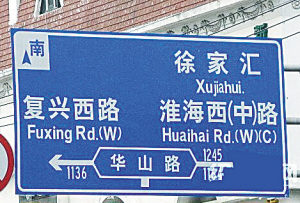 南
徐家汇
Xujiahui.
复兴西路
淮海西(中)路
Fuxing Rd.(W)
Huaihai Rd.(W)(C)
华山路
1245
1136